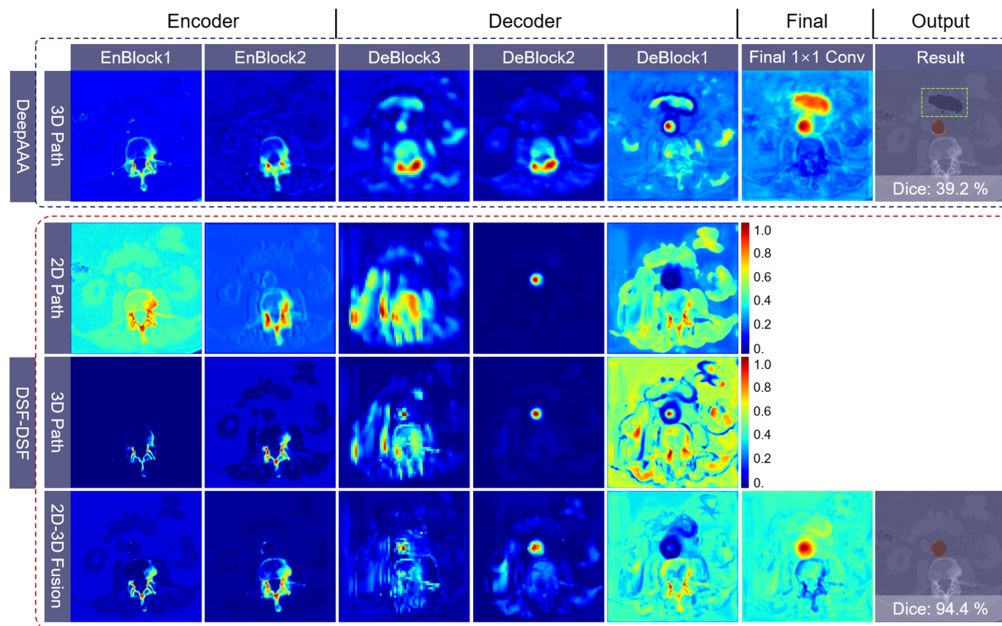 Encoder
Decoder
Final
Output
EnBlock1
EnBlock2
DeBlock3
DeBlock2
DeBlock1
Final 1×1 Conv
Result
DeepAAA
3D Path
Dice: 39.2 %
DSF-DSF
2D Path
1.0
0.8
0.6
0.4
0.2
0.
3D Path
1.0
0.8
0.6
0.4
0.2
0.
2D-3D Fusion
Dice: 94.4 %